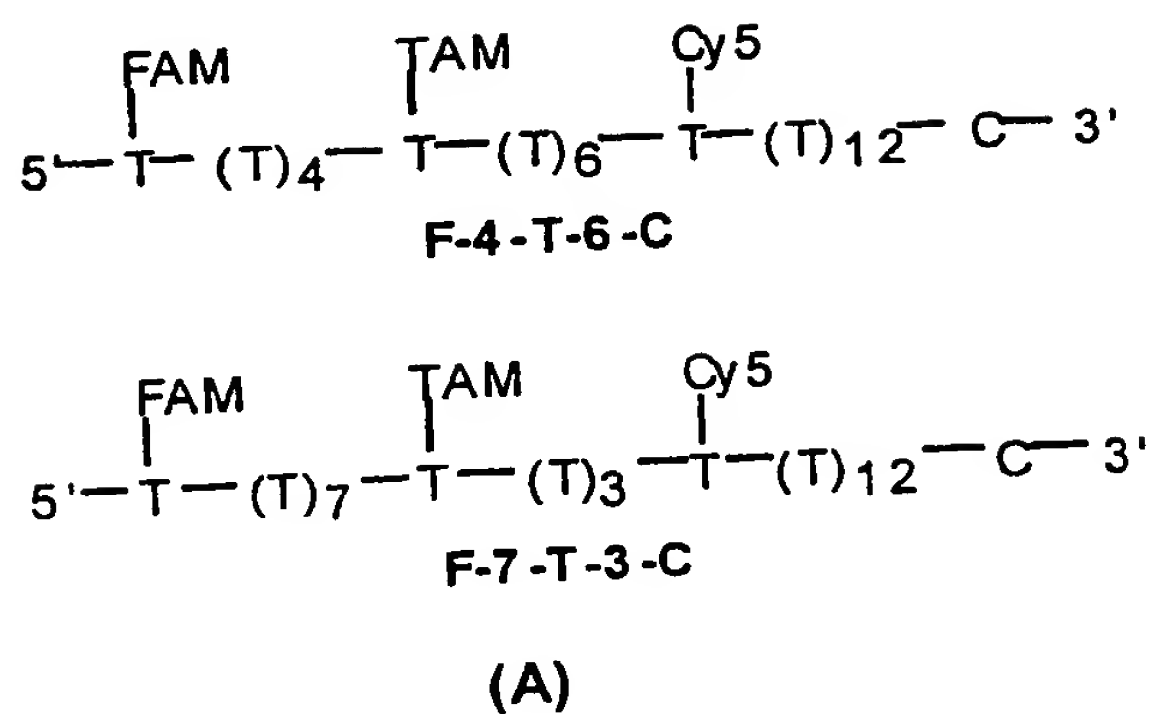 FAM TAM Cy5
5'—T—(T)4—T—(T)6—T—(T)12—C—3'
F-4-T-6-C
FAM TAM Cy5
5'—T—(T)7—T—(T)3—T—(T)12—C—3'
F-7-T-3-C
(A)